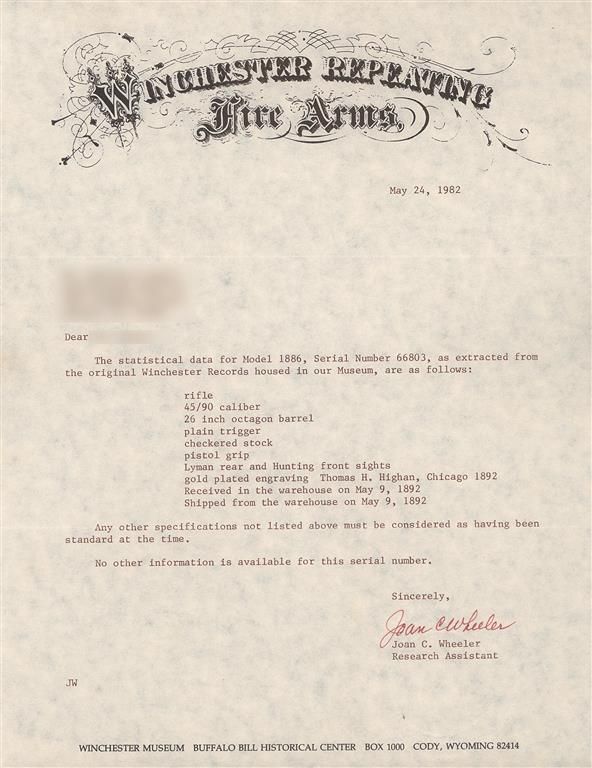 WINCHESTER REPEATING
Fire Arms
May 24, 1982
Dear
The statistical data for Model 1886, Serial Number 66803, as extracted from
the original Winchester Records housed in our Museum, are as follows:
rifle
45/90 caliber
26 inch octagon barrel
plain trigger
checkered stock
pistol grip
Lyman rear and Hunting front sights
gold plated engraving Thomas H. Highan, Chicago 1892
Received in the warehouse on May 9, 1892
Shipped from the warehouse on May 9, 1892
Any other specifications not listed above must be considered as having been
standard at the time.
No other information is available for this serial number.
Sincerely,
Joan C Wheeler
Joan C. Wheeler
Research Assistant
JW
WINCHESTER MUSEUM BUFFALO BILL HISTORICAL CENTER BOX 1000 CODY, WYOMING 82414